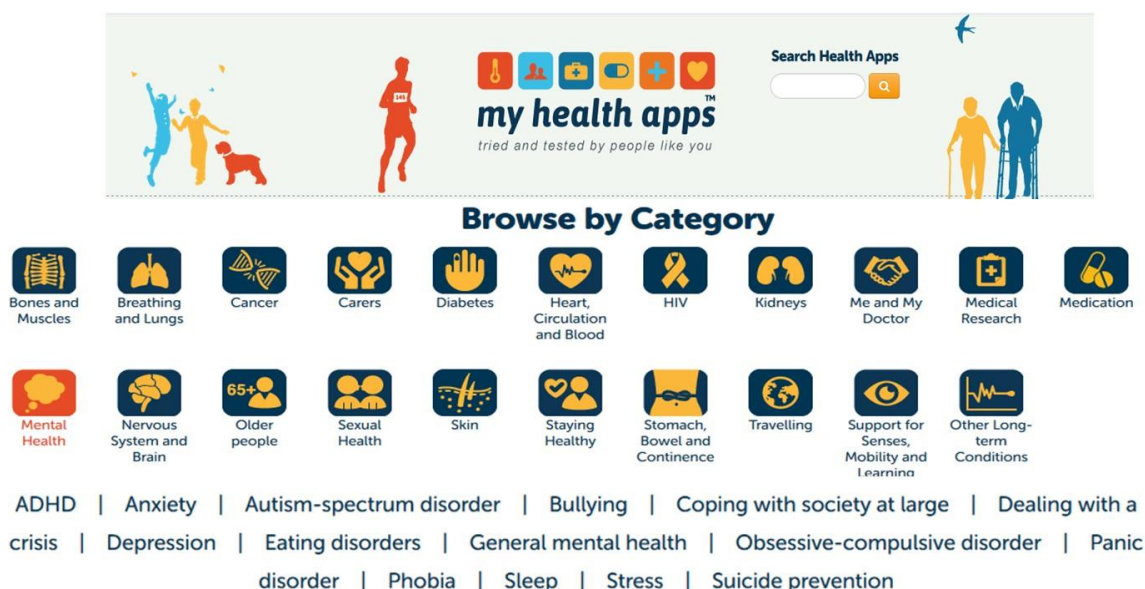 Search Health Apps
145
my health apps™
tried and tested by people like you
Browse by Category
Bones and
Muscles
Breathing
and Lungs
Cancer
Carers
Diabetes
Heart,
Circulation
and Blood
HIV
Kidneys
Me and My
Doctor
Medical
Research
Medication
Mental
Health
Nervous
System and
Brain
65+
Older
people
Sexual
Health
Skin
Staying
Healthy
Stomach,
Bowel and
Continence
Travelling
Support for
Senses,
Mobility and
Learning
Other Long-
term
Conditions
ADHD | Anxiety | Autism-spectrum disorder | Bullying | Coping with society at large | Dealing with a
crisis | Depression | Eating disorders | General mental health | Obsessive-compulsive disorder | Panic
disorder | Phobia | Sleep | Stress | Suicide prevention